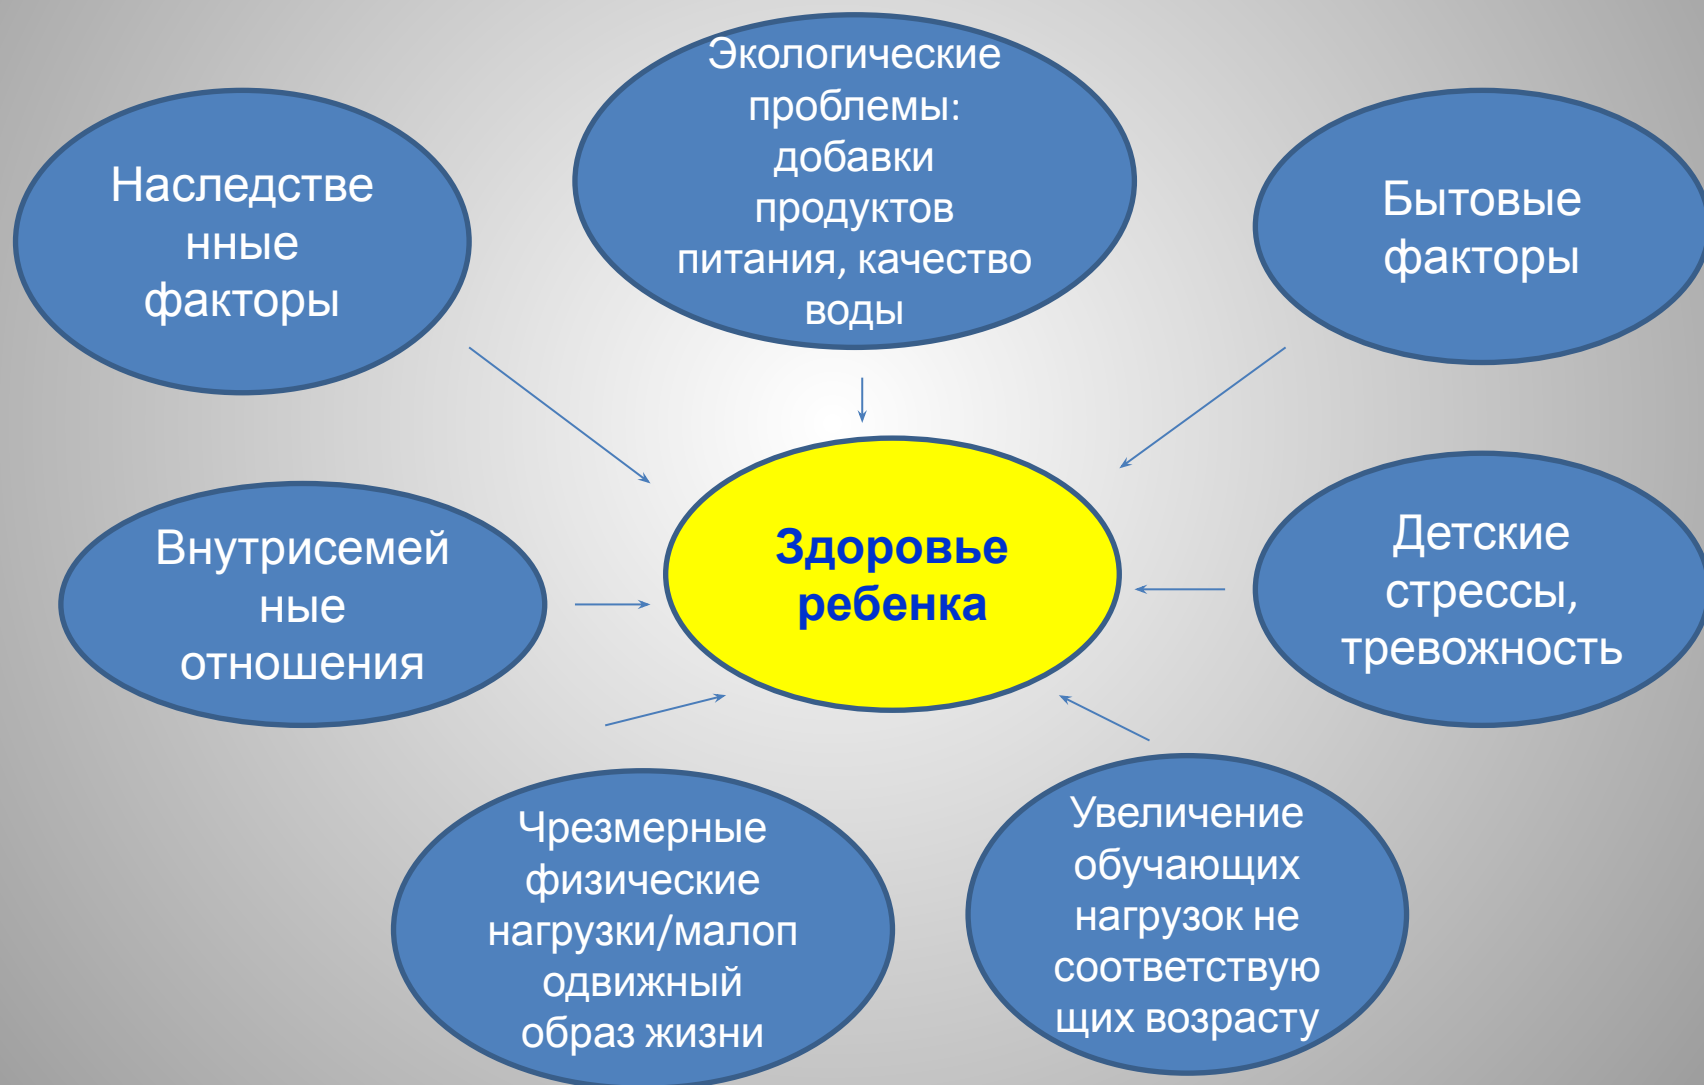 Экологические
проблемы:
добавки
продуктов
питания, качество
воды
Наследстве
нные
факторы
Бытовые
факторы
Внутрисемей
ные
отношения
Здоровье
ребенка
Детские
стрессы,
тревожность
Чрезмерные
физические
нагрузки/малоп
одвижный
образ жизни
Увеличение
обучающих
нагрузок не
соответствую
щих возрасту